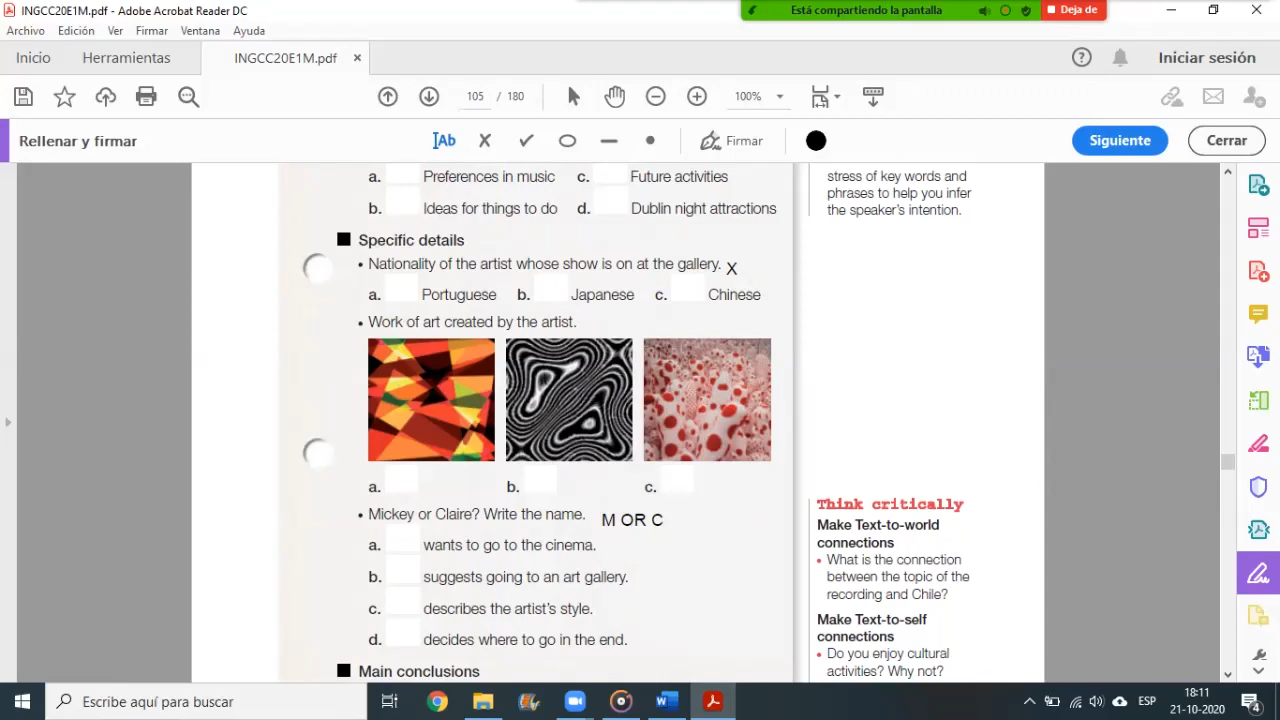 INGCC20E1M.pdf - Adobe Acrobat Reader DC
Está compartiendo la pantalla
Deja de
Archivo Edición Ver Firmar Ventana Ayuda
Inicio Herramientas INGCC20E1M.pdf × Iniciar sesión
105 / 180 100%
Rellenar y firmar Ab Firmar Siguiente Cerrar
a. Preferences in music c. Future activities
b. Ideas for things to do d. Dublin night attractions
Specific details
• Nationality of the artist whose show is on at the gallery. X
a. Portuguese b. Japanese c. Chinese
• Work of art created by the artist.
a. b. c.
• Mickey or Claire? Write the name. M OR C
a. wants to go to the cinema.
b. suggests going to an art gallery.
c. describes the artist's style.
d. decides where to go in the end.
Main conclusions
stress of key words and
phrases to help you infer
the speaker's intention.
Think critically
Make Text-to-world
connections
• What is the connection
between the topic of the
recording and Chile?
Make Text-to-self
connections
• Do you enjoy cultural
activities? Why not?
Escribe aquí para buscar
ESP
18:11
21-10-2020
4